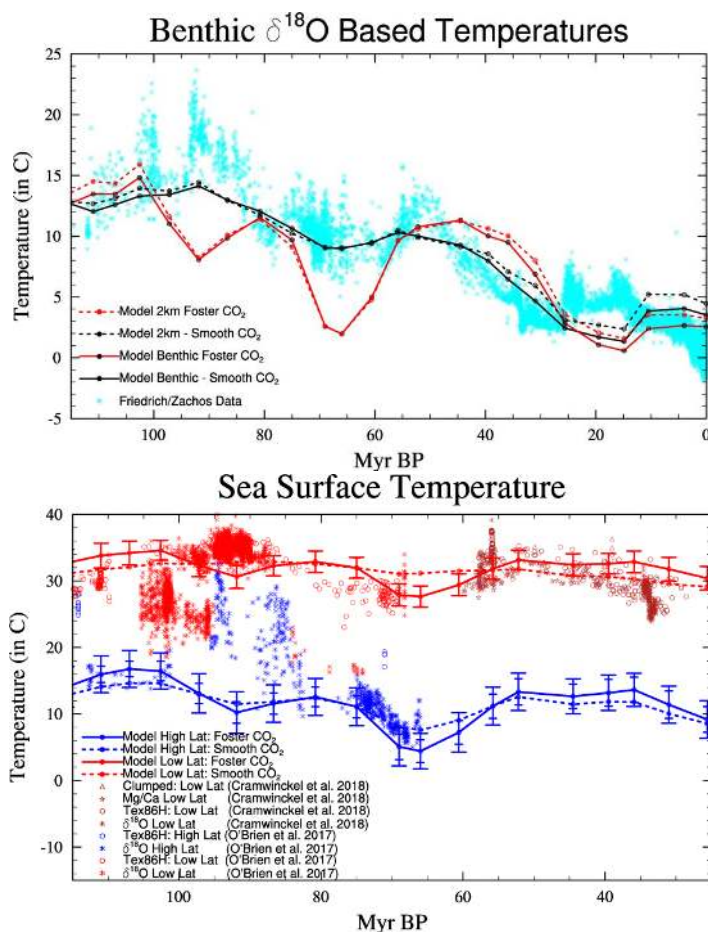 Benthic δ¹⁸O Based Temperatures
25
20
15
10
5
0
-5
Temperature (in C)
Model 2km Foster CO₂
Model 2km - Smooth CO₂
Model Benthic Foster CO₂
Model Benthic - Smooth CO₂
Friedrich/Zachos Data
100 80 60 40 20 0
Myr BP
Sea Surface Temperature
40
30
20
10
0
-10
Temperature (in C)
Model High Lat: Foster CO₂
Model High Lat: Smooth CO₂
Model Low Lat: Foster CO₂
Model Low Lat: Smooth CO₂
Clumped: Low Lat (Cramwinckel et al. 2018)
Mg/Ca Low Lat (Cramwinckel et al. 2018)
Tex86H: Low Lat (Cramwinckel et al. 2018)
δ¹⁸O Low Lat (Cramwinckel et al. 2018)
Tex86H: High Lat (O'Brien et al. 2017)
δ¹⁸O High Lat (O'Brien et al. 2017)
Tex86H: Low Lat (O'Brien et al. 2017)
δ¹⁸O Low Lat (O'Brien et al. 2017)
100 80 60 40
Myr BP